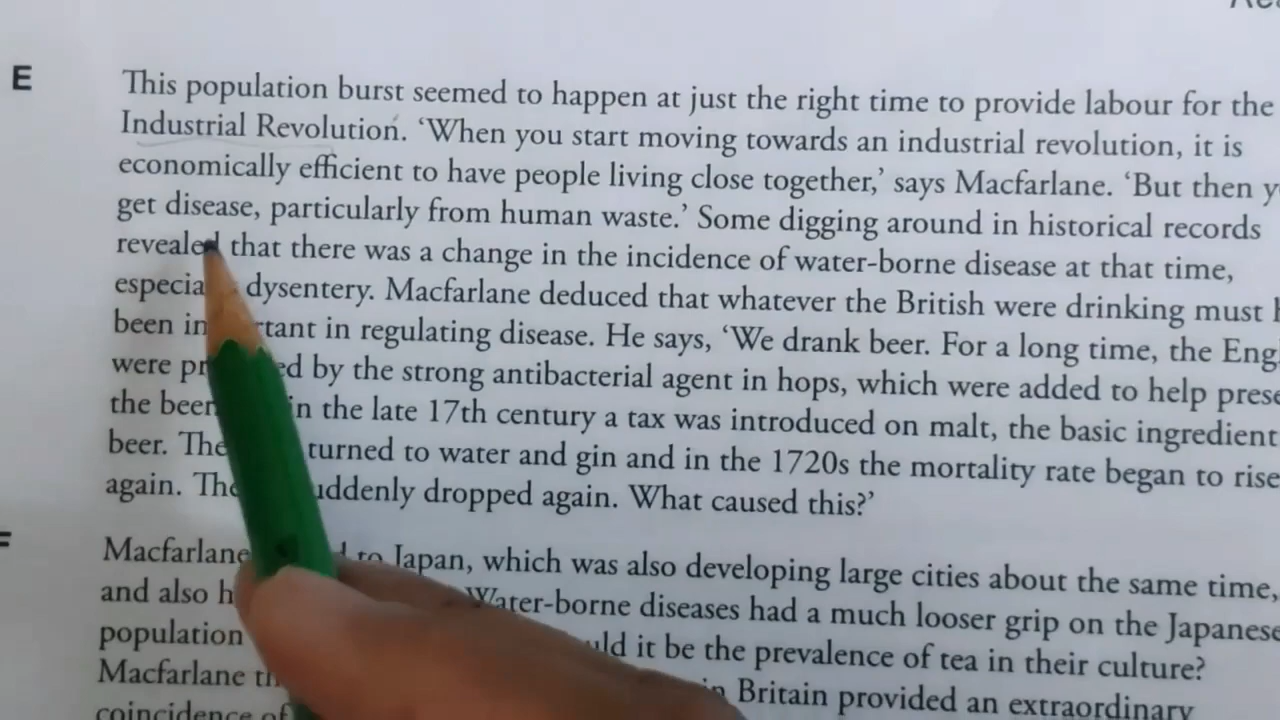 E
This population burst seemed to happen at just the right time to provide labour for the
Industrial Revolution. ‘When you start moving towards an industrial revolution, it is
economically efficient to have people living close together,’ says Macfarlane. ‘But then
get disease, particularly from human waste.’ Some digging around in historical records
revealed that there was a change in the incidence of water-borne disease at that time,
dysentery. Macfarlane deduced that whatever the British were drinking must
been in regulating disease. He says, ‘We drank beer. For a long time, the
were by the strong antibacterial agent in hops, which were added to help
the in the late 17th century a tax was introduced on malt, the basic ingredient
beer. turned to water and gin and in the 1720s the mortality rate began to rise
again. dropped again. What caused this?’
F
Macfarlane to Japan, which was also developing large cities about the same time,
and also Water-borne diseases had a much looser grip on the Japanese
population it be the prevalence of tea in their culture?
Macfarlane in Britain provided an extraordinary
coincidence of